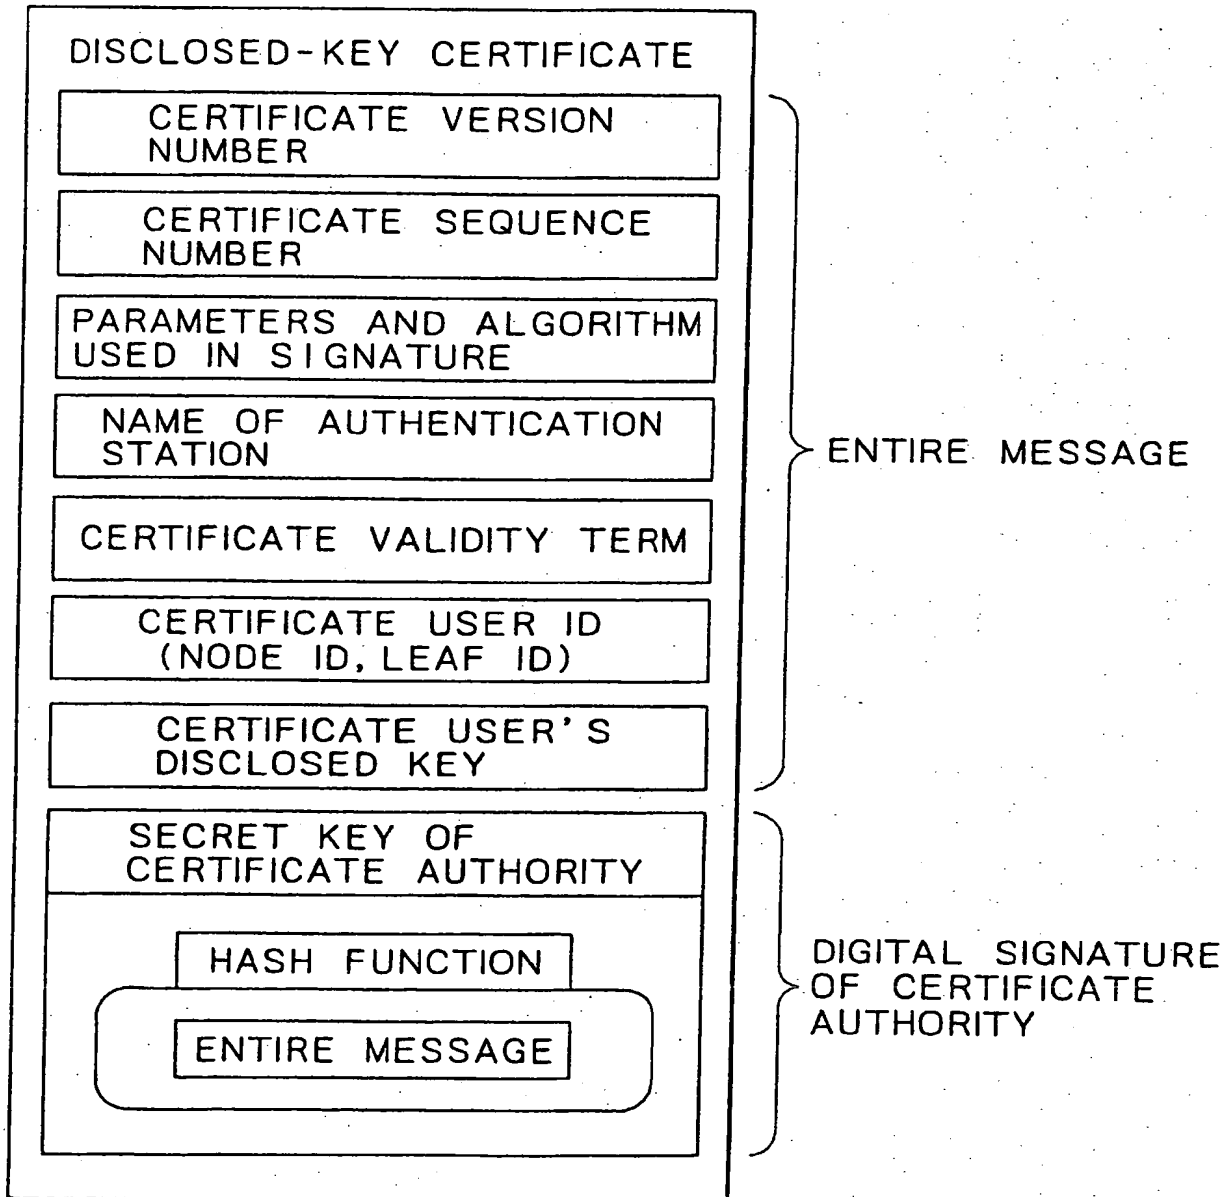 DISCLOSED-KEY CERTIFICATE
CERTIFICATE VERSION
NUMBER
CERTIFICATE SEQUENCE
NUMBER
PARAMETERS AND ALGORITHM
USED IN SIGNATURE
NAME OF AUTHENTICATION
STATION
CERTIFICATE VALIDITY TERM
CERTIFICATE USER ID
(NODE ID, LEAF ID)
CERTIFICATE USER'S
DISCLOSED KEY
ENTIRE MESSAGE
SECRET KEY OF
CERTIFICATE AUTHORITY
HASH FUNCTION
ENTIRE MESSAGE
DIGITAL SIGNATURE
OF CERTIFICATE
AUTHORITY